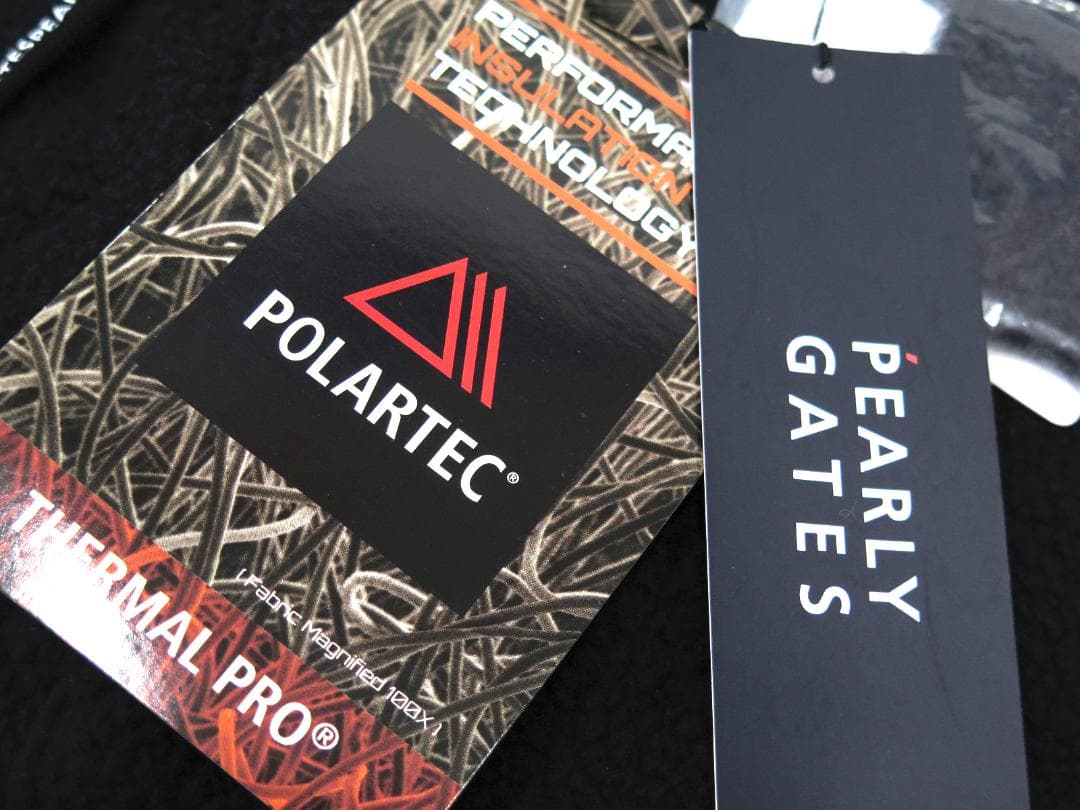 PERFORMA
INSULATION
TECHNOLOGY
POLARTEC®
( Fabric Magnified 100X )
THERMAL PRO®
PEARLY
GATES